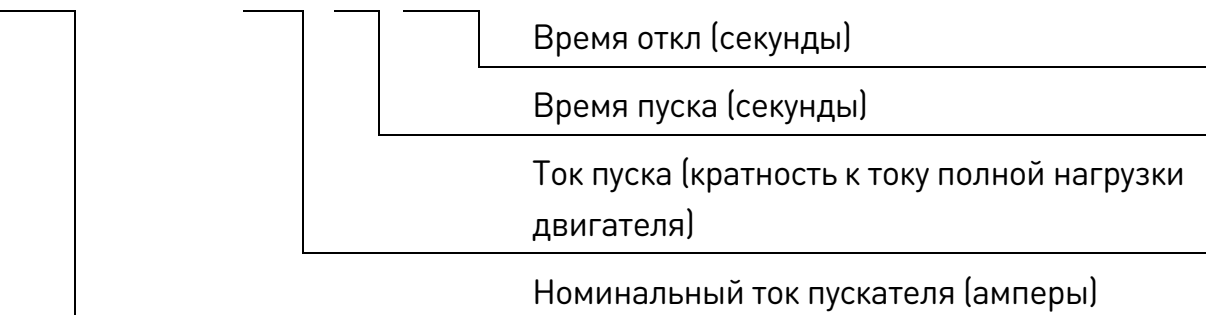 Время откл (секунды)
Время пуска (секунды)
Ток пуска (кратность к току полной нагрузки
двигателя)
Номинальный ток пускателя (амперы)